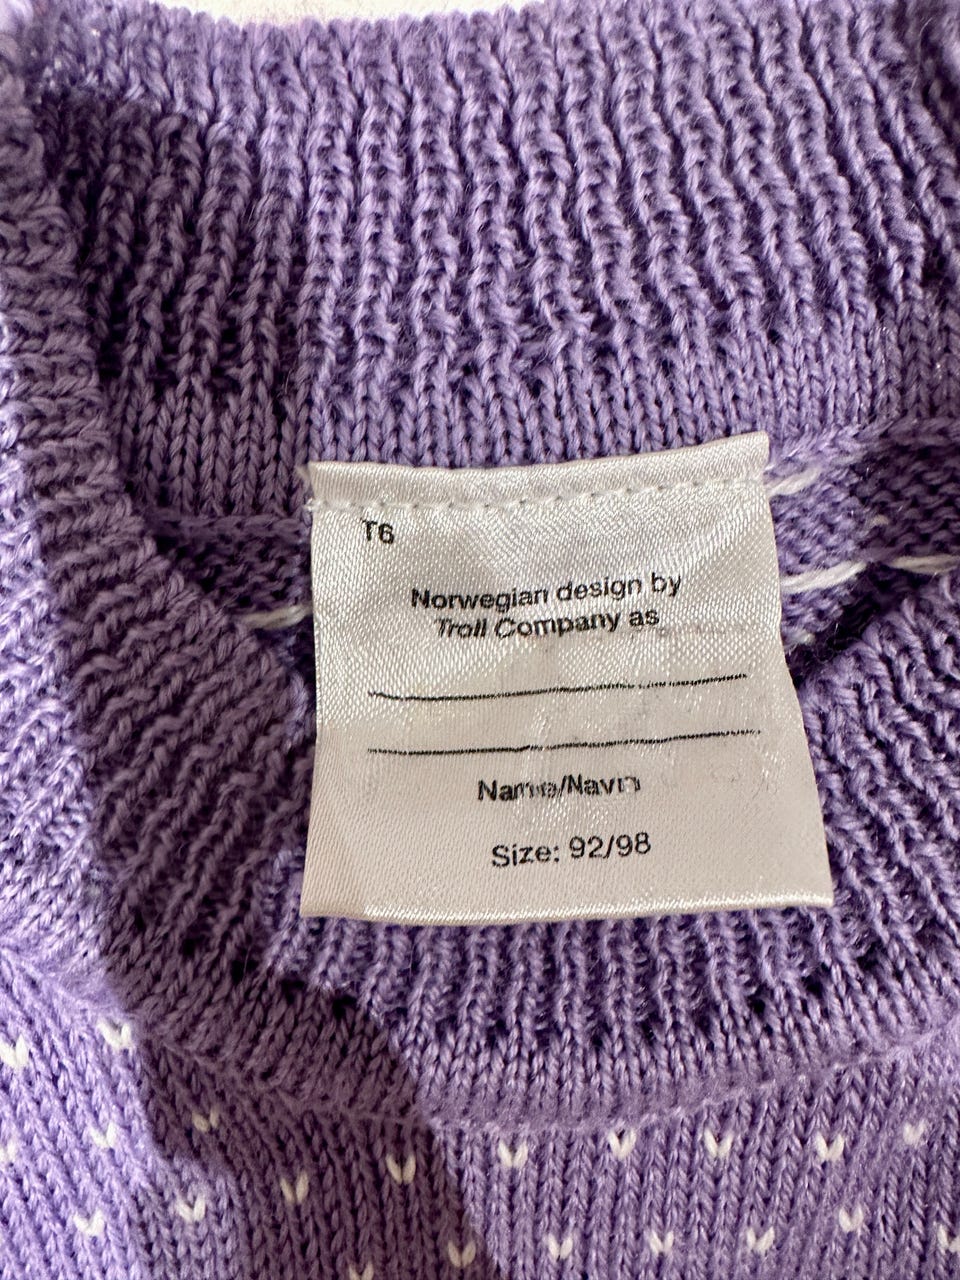 T6
Norwegian design by
Troll Company as
Name/Navn
Size: 92/98